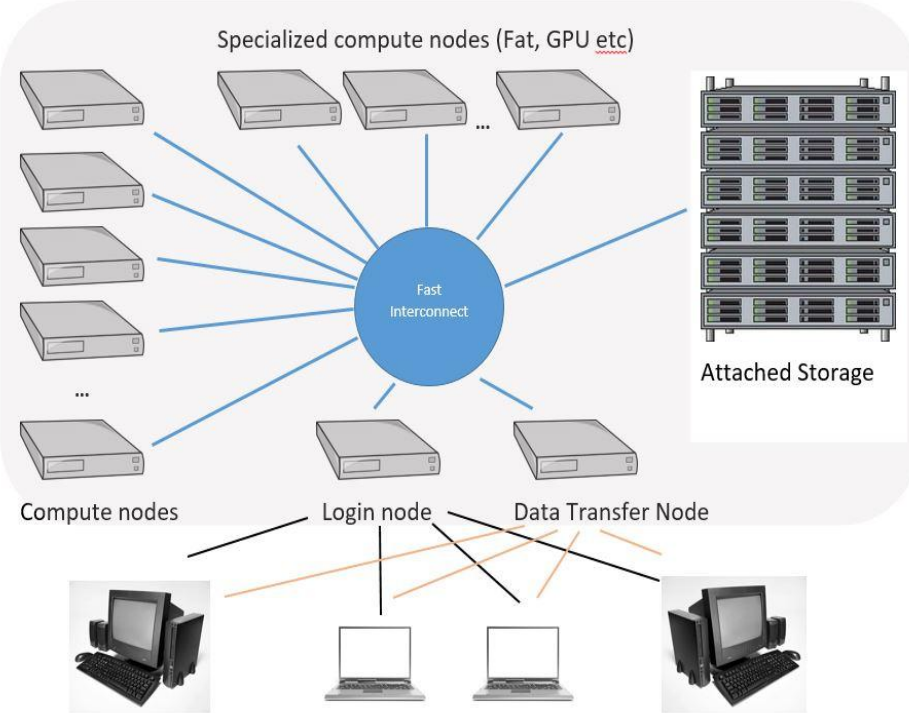 Specialized compute nodes (Fat, GPU etc)
...
Fast
Interconnect
Attached Storage
...
Compute nodes
Login node
Data Transfer Node